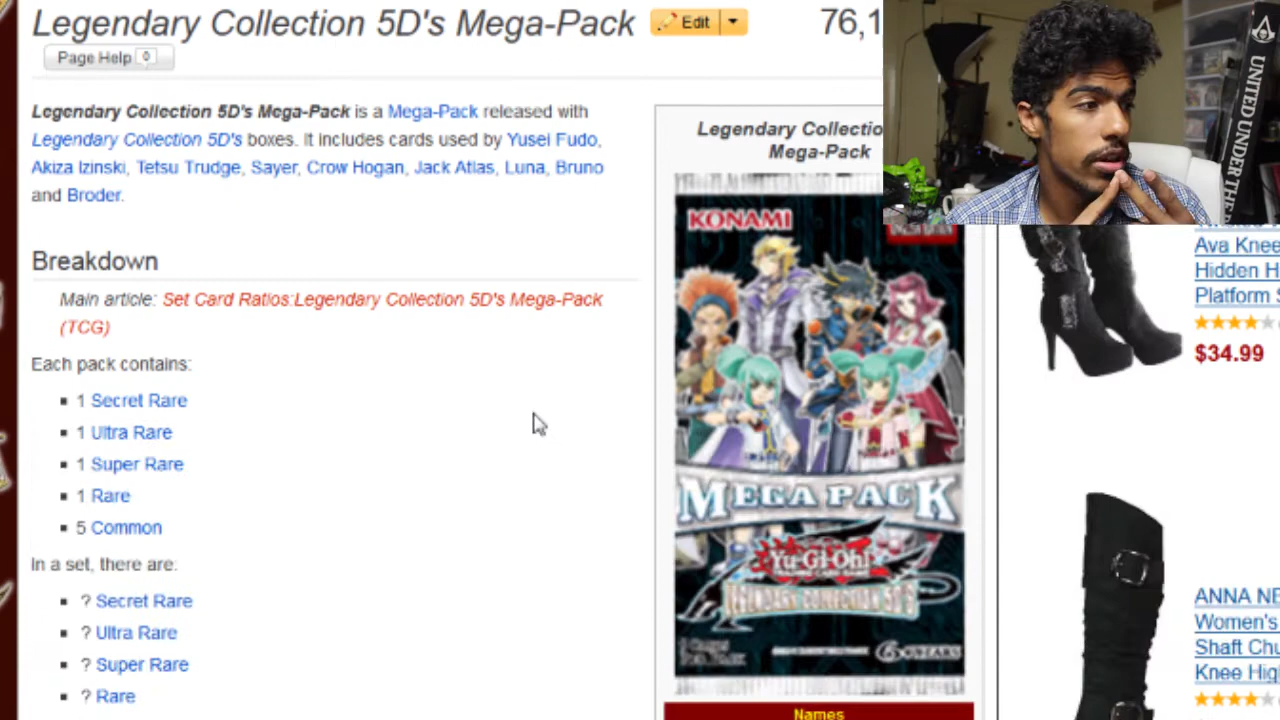 Legendary Collection 5D's Mega-Pack
Edit
76,1
Page Help 0
Legendary Collection 5D's Mega-Pack is a Mega-Pack released with
Legendary Collection 5D's boxes. It includes cards used by Yusei Fudo,
Akiza Izinski, Tetsu Trudge, Sayer, Crow Hogan, Jack Atlas, Luna, Bruno
and Broder.
Breakdown
Main article: Set Card Ratios:Legendary Collection 5D's Mega-Pack
(TCG)
Each pack contains:
1 Secret Rare
1 Ultra Rare
1 Super Rare
1 Rare
5 Common
In a set, there are:
? Secret Rare
? Ultra Rare
? Super Rare
? Rare
Legendary Collectio
Mega-Pack
KONAMI
MEGA PACK
Yu-Gi-Oh!
LEGENDARY COLLECTION 5D's
Names
UNITED UNDER THE
Ava Knee
Hidden H
Platform S
$34.99
ANNA NE
Women's
Shaft Chu
Knee High